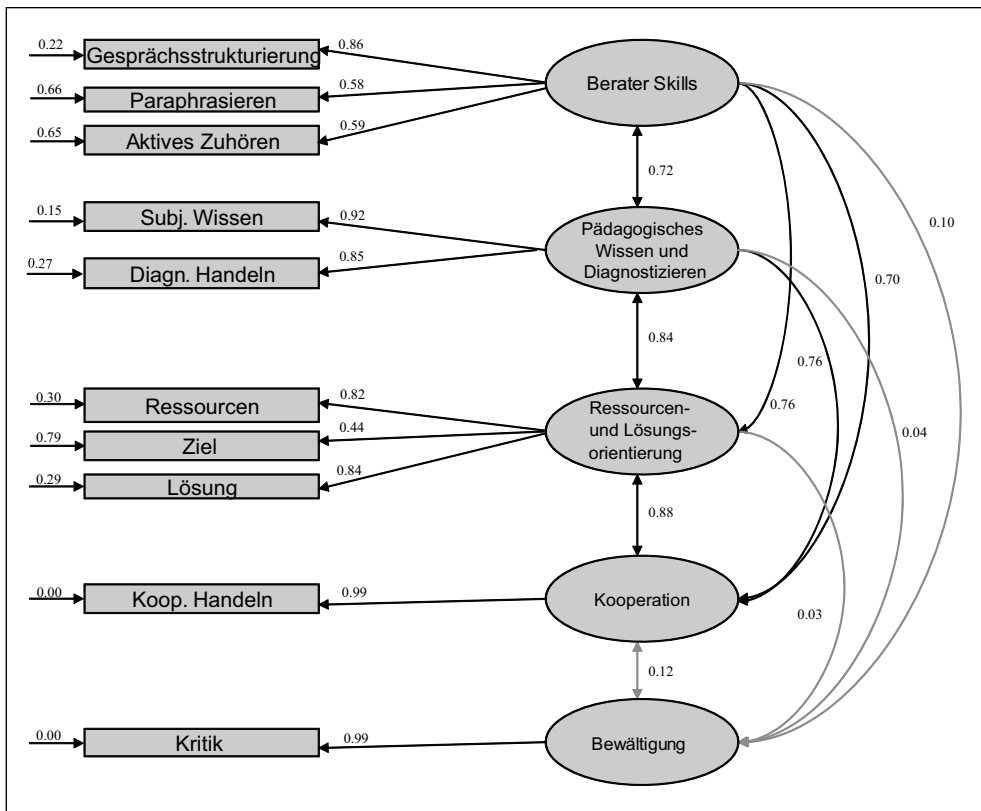 0.22
Gesprächsstrukturierung
0.86
Berater Skills
0.66
Paraphrasieren
0.58
0.65
Aktives Zuhören
0.59
0.72
0.15
Subj. Wissen
0.92
Pädagogisches
Wissen und
Diagnostizieren
0.10
0.27
Diagn. Handeln
0.85
0.70
0.84
0.76
0.30
Ressourcen
0.82
Ressourcen-
und Lösungs-
orientierung
0.76
0.79
Ziel
0.44
0.04
0.29
Lösung
0.84
0.88
0.00
Koop. Handeln
0.99
Kooperation
0.03
0.12
0.00
Kritik
0.99
Bewältigung